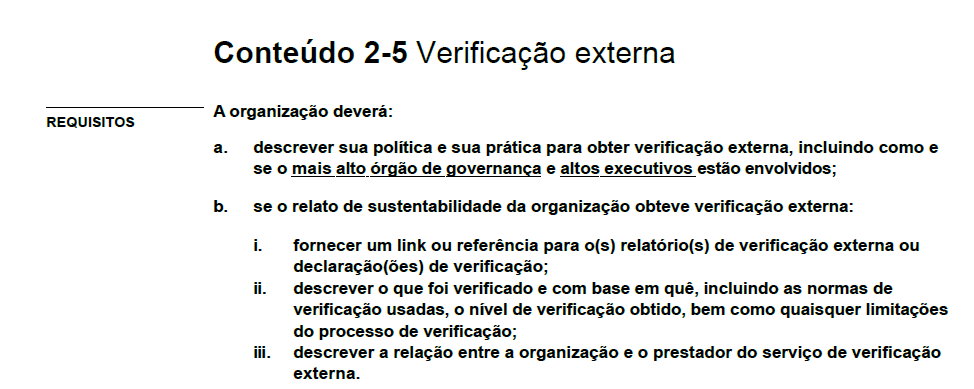 Conteúdo 2-5 Verificação externa
REQUISITOS
A organização deverá:
a. descrever sua política e sua prática para obter verificação externa, incluindo como e
se o mais alto órgão de governança e altos executivos estão envolvidos;
b. se o relato de sustentabilidade da organização obteve verificação externa:
i. fornecer um link ou referência para o(s) relatório(s) de verificação externa ou
declaração(ões) de verificação;
ii. descrever o que foi verificado e com base em quê, incluindo as normas de
verificação usadas, o nível de verificação obtido, bem como quaisquer limitações
do processo de verificação;
iii. descrever a relação entre a organização e o prestador do serviço de verificação
externa.